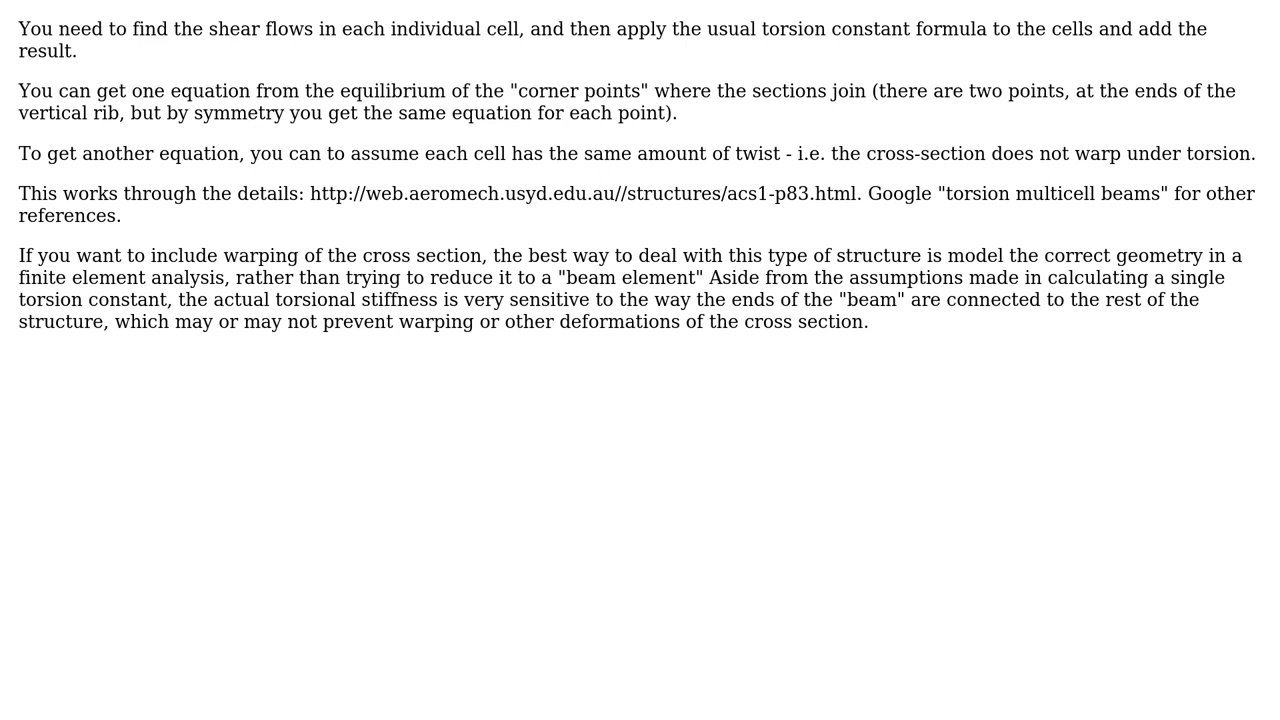 You need to find the shear flows in each individual cell, and then apply the usual torsion constant formula to the cells and add the
result.
You can get one equation from the equilibrium of the "corner points" where the sections join (there are two points, at the ends of the
vertical rib, but by symmetry you get the same equation for each point).
To get another equation, you can to assume each cell has the same amount of twist - i.e. the cross-section does not warp under torsion.
This works through the details: http://web.aeromech.usyd.edu.au//structures/acs1-p83.html. Google "torsion multicell beams" for other
references.
If you want to include warping of the cross section, the best way to deal with this type of structure is model the correct geometry in a
finite element analysis, rather than trying to reduce it to a "beam element" Aside from the assumptions made in calculating a single
torsion constant, the actual torsional stiffness is very sensitive to the way the ends of the "beam" are connected to the rest of the
structure, which may or may not prevent warping or other deformations of the cross section.